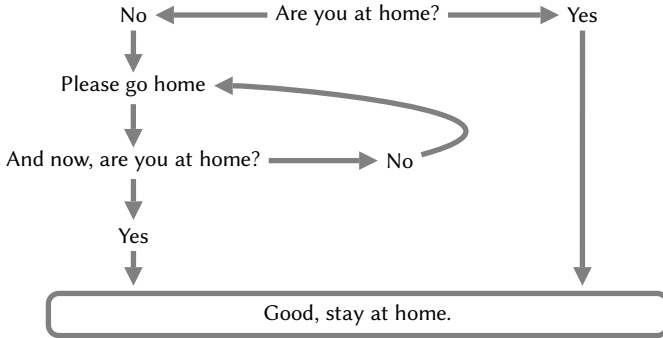 No Are you at home? Yes
Please go home
And now, are you at home? No
Yes
Good, stay at home.